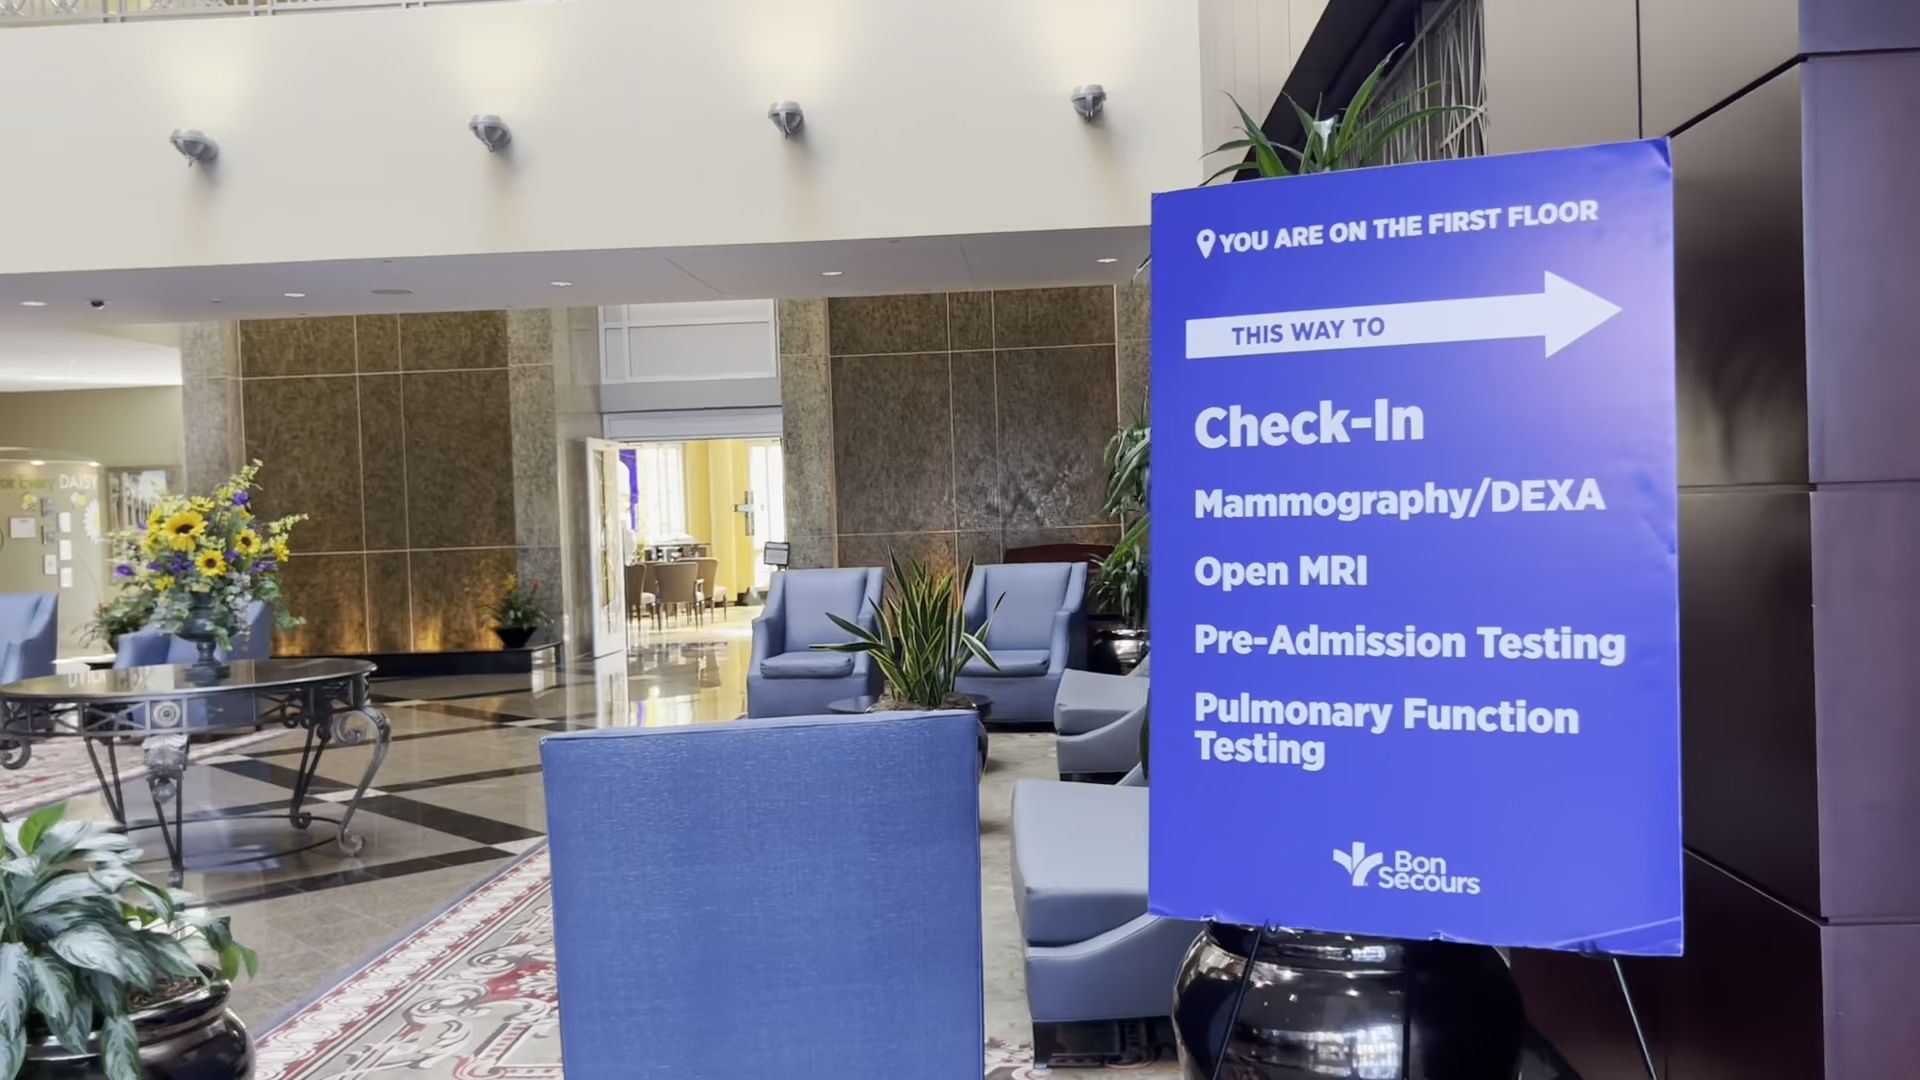 YOU ARE ON THE FIRST FLOOR
THIS WAY TO
Check-In
Mammography/DEXA
Open MRI
Pre-Admission Testing
Pulmonary Function
Testing
Bon
Secours
DAISY